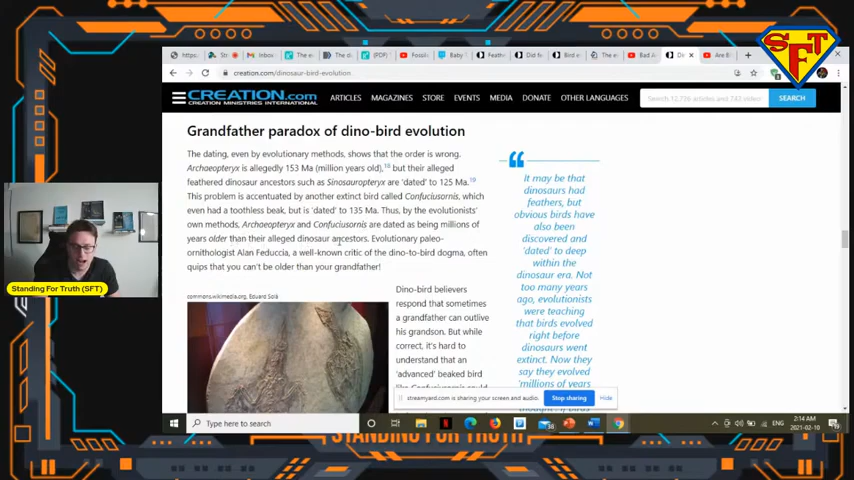 SFT
creation.com/dinosaur-bird-evolution
CREATION.com
CREATION MINISTRIES INTERNATIONAL
ARTICLES MAGAZINES STORE EVENTS MEDIA DONATE OTHER LANGUAGES
SEARCH
Grandfather paradox of dino-bird evolution
The dating, even by evolutionary methods, shows that the order is wrong.
Archaeopteryx is allegedly 153 Ma (million years old),18 but their alleged
feathered dinosaur ancestors such as Sinosauropteryx are 'dated' to 125 Ma.19
This problem is accentuated by another extinct bird called Confuciusornis, which
even had a toothless beak, but is 'dated' to 135 Ma. Thus, by the evolutionists'
own methods, Archaeopteryx and Confuciusornis are dated as being millions of
years older than their alleged dinosaur ancestors. Evolutionary paleo-
ornithologist Alan Feduccia, a well-known critic of the dino-to-bird dogma, often
quips that you can't be older than your grandfather!
commons.wikimedia.org, Eduard Solà
Dino-bird believers
respond that sometimes
a grandfather can outlive
his grandson. But while
correct, it's hard to
understand that an
'advanced' beaked bird
like Confuciusornis could
It may be that
dinosaurs had
feathers, but
obvious birds have
also been
discovered and
'dated' to deep
within the
dinosaur era. Not
too many years
ago, evolutionists
were teaching
that birds evolved
right before
dinosaurs went
extinct. Now they
say they evolved
'millions of years
Standing For Truth (SFT)
streamyard.com is sharing your screen and audio.
Stop sharing
Hide
Type here to search
ENG
2:14 AM
2021-02-10
STANDING FOR TRUTH